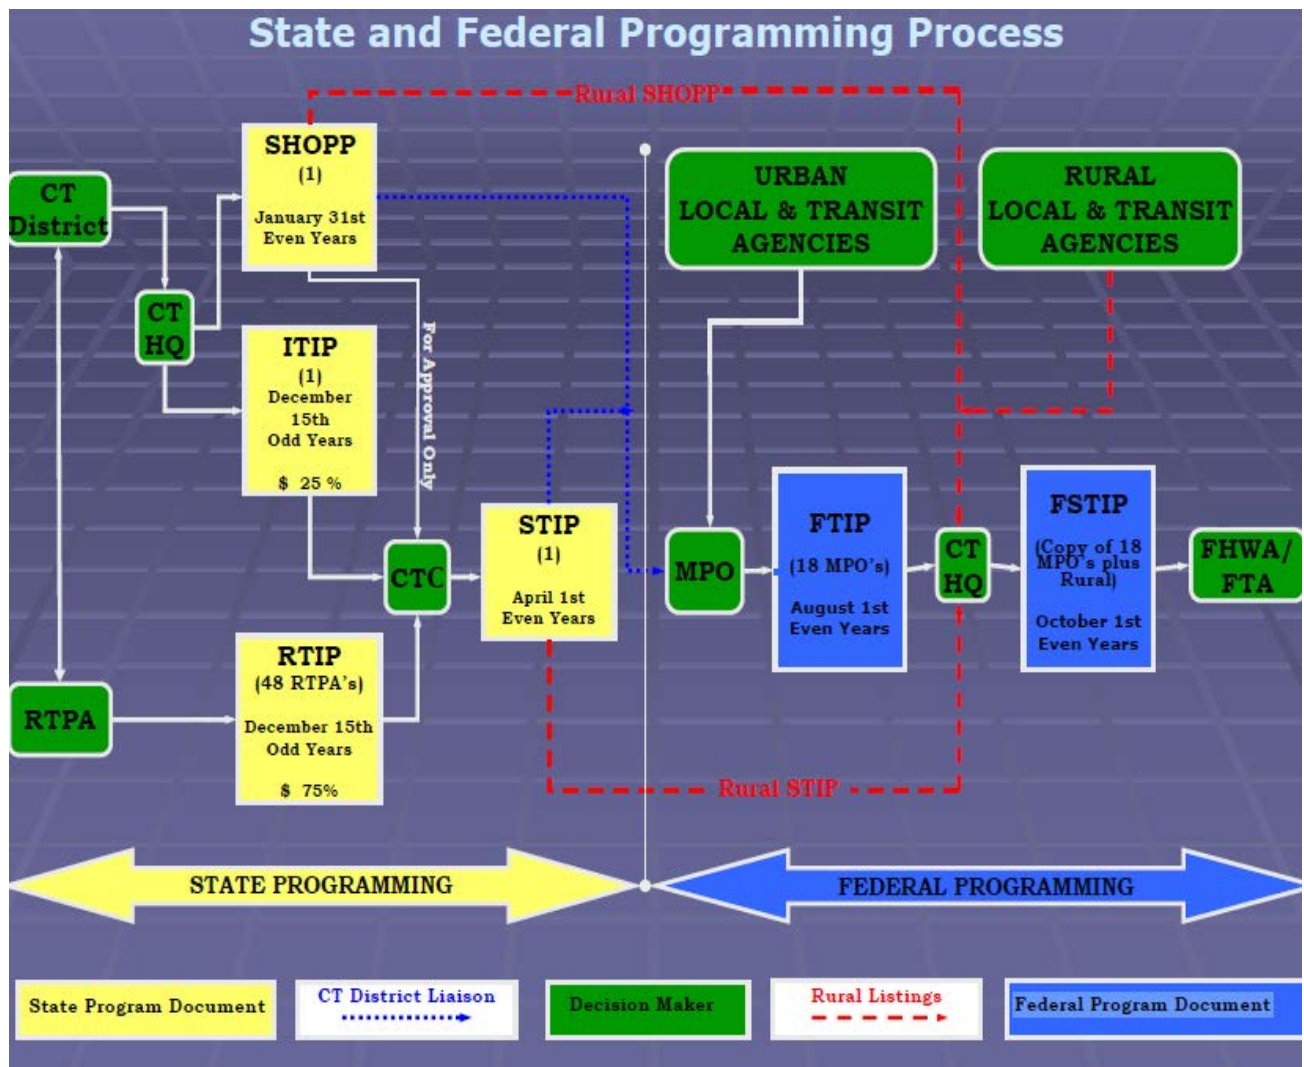 State and Federal Programming Process
Rural SHOPP
SHOPP
(1)
January 31st
Even Years
CT
District
CT
HQ
ITIP
(1)
December
15th
Odd Years
$ 25 %
For Approval Only
CTC
RTPA
RTIP
(48 RTPA's)
December 15th
Odd Years
$ 75%
STIP
(1)
April 1st
Even Years
URBAN
LOCAL & TRANSIT
AGENCIES
RURAL
LOCAL & TRANSIT
AGENCIES
MPO
FTIP
(18 MPO's)
August 1st
Even Years
CT
HQ
FSTIP
(Copy of 18
MPO's plus
Rural)
October 1st
Even Years
FHWA/
FTA
Rural STIP
STATE PROGRAMMING
FEDERAL PROGRAMMING
State Program Document
CT District Liaison
Decision Maker
Rural Listings
Federal Program Document